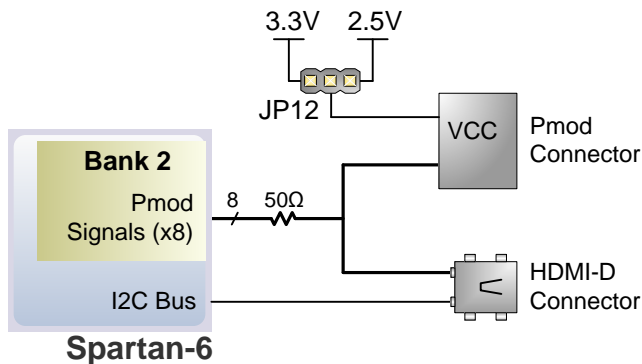 3.3V 2.5V
JP12
VCC
Pmod
Connector
Bank 2
Pmod
Signals (x8)
8 50Ω
I2C Bus
HDMI-D
Connector
Spartan-6